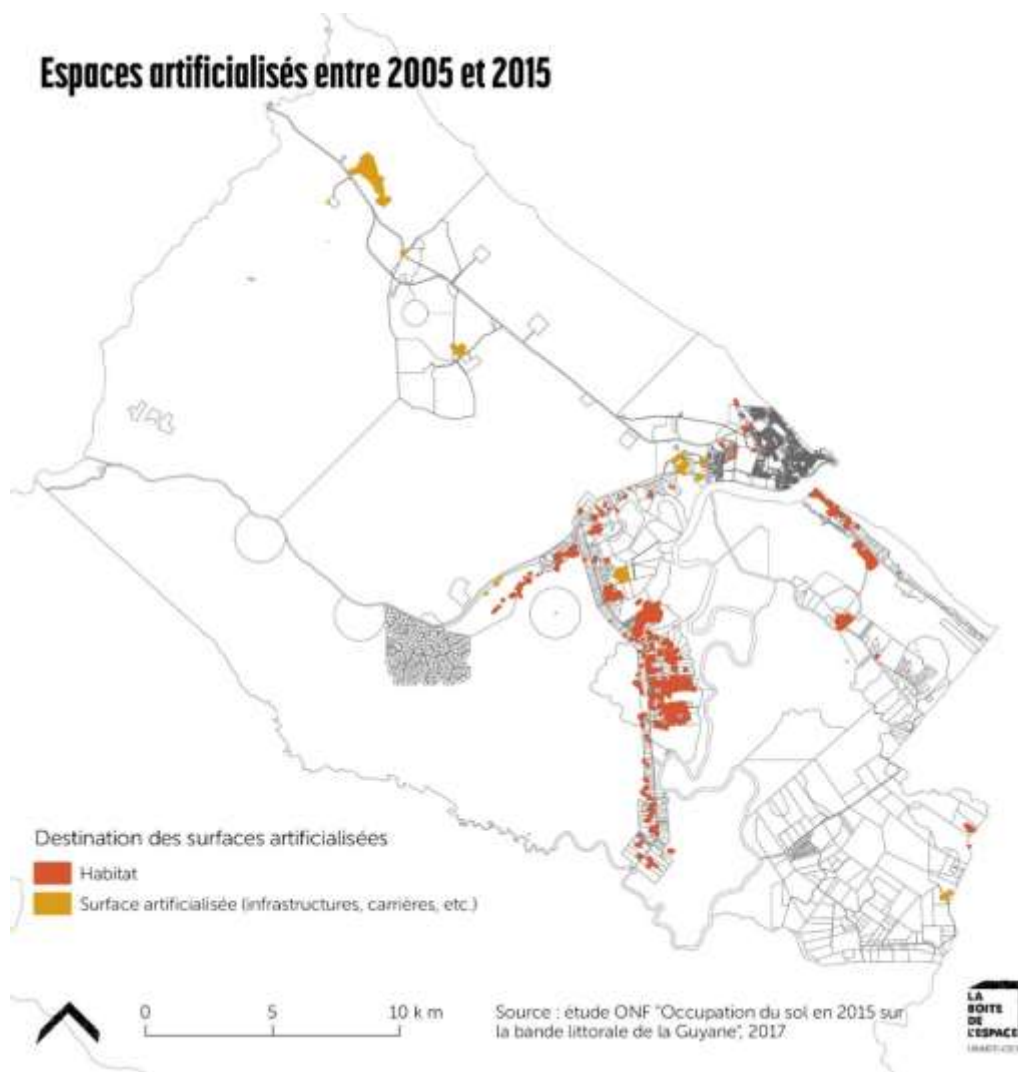 Espaces artificialisés entre 2005 et 2015
Destination des surfaces artificialisées
Habitat
Surface artificialisée (infrastructures, carrières, etc.)
0 5 10 km
Source : étude ONF "Occupation du sol en 2015 sur
la bande littorale de la Guyane", 2017
LA
BOITE
DE
L'ESPACE